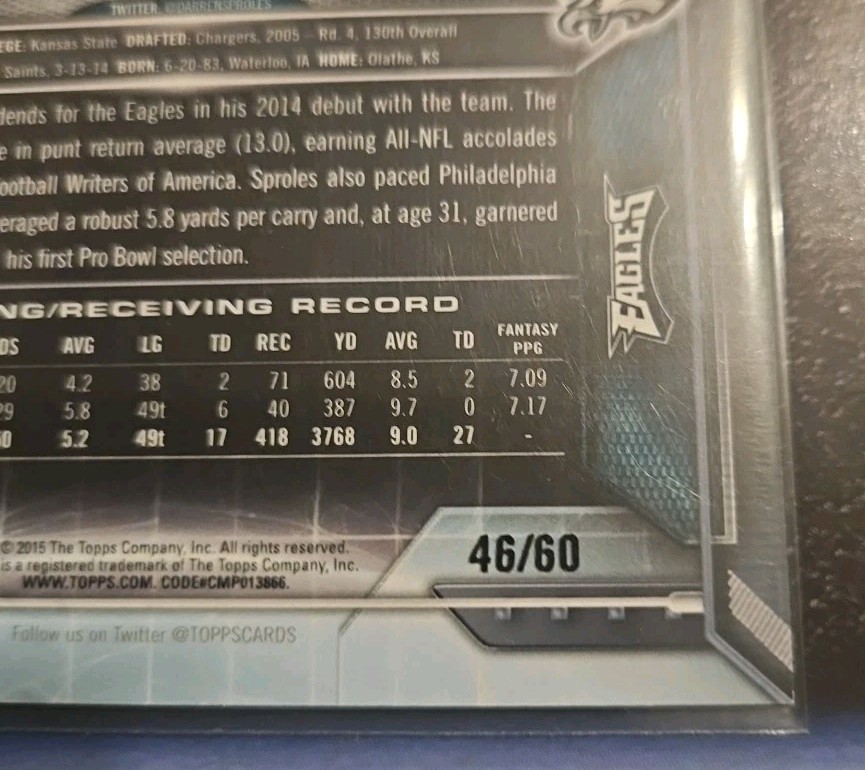 TWITTER: @DARRENSPROLES
EGE: Kansas State DRAFTED: Chargers, 2005 – Rd. 4, 130th Overall
Saints, 3-13-14 BORN: 6-20-83, Waterloo, IA HOME: Olathe, KS
dends for the Eagles in his 2014 debut with the team. The
e in punt return average (13.0), earning All-NFL accolades
ootball Writers of America. Sproles also paced Philadelphia
eraged a robust 5.8 yards per carry and, at age 31, garnered
his first Pro Bowl selection.
EAGLES
NG/RECEIVING RECORD
DS AVG LG TD REC YD AVG TD FANTASY PPG
20 4.2 38 2 71 604 8.5 2 7.09
29 5.8 49t 6 40 387 9.7 0 7.17
0 5.2 49t 17 418 3768 9.0 27 -
© 2015 The Topps Company, Inc. All rights reserved.
is a registered trademark of The Topps Company, Inc.
WWW.TOPPS.COM. CODE#CMP013866.
46/60
Follow us on Twitter @TOPPSCARDS